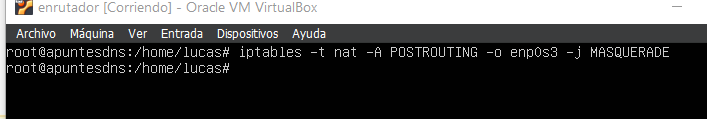 enrutador [Corriendo] - Oracle VM VirtualBox
Archivo Máquina Ver Entrada Dispositivos Ayuda
root@apuntesdns:/home/lucas# iptables -t nat -A POSTROUTING -o enp0s3 -j MASQUERADE
root@apuntesdns:/home/lucas#